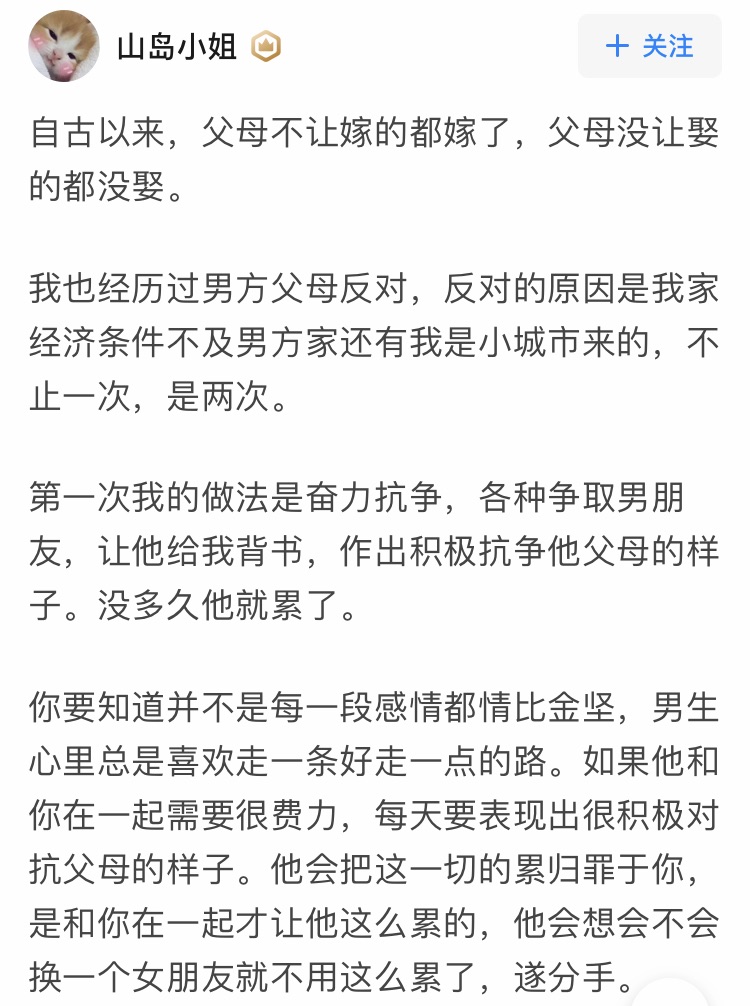 山岛小姐
+ 关注
自古以来，父母不让嫁的都嫁了，父母没让娶
的都没娶。
我也经历过男方父母反对，反对的原因是我家
经济条件不及男方家还有我是小城市来的，不
止一次，是两次。
第一次我的做法是奋力抗争，各种争取男朋
友，让他给我背书，作出积极抗争他父母的样
子。没多久他就累了。
你要知道并不是每一段感情都情比金坚，男生
心里总是喜欢走一条好走一点的路。如果他和
你在一起需要很费力，每天要表现出很积极对
抗父母的样子。他会把这一切的累归罪于你，
是和你在一起才让他这么累的，他会想会不会
换一个女朋友就不用这么累了，遂分手。